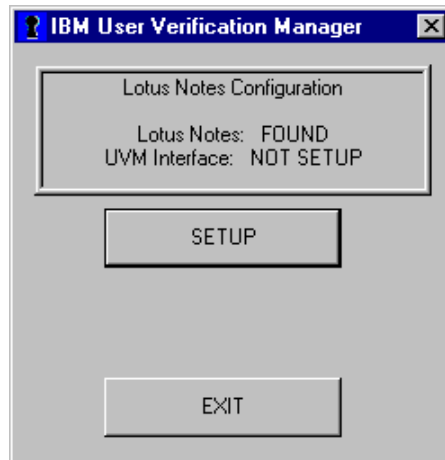 IBM User Verification Manager
Lotus Notes Configuration
Lotus Notes: FOUND
UVM Interface: NOT SETUP
SETUP
EXIT